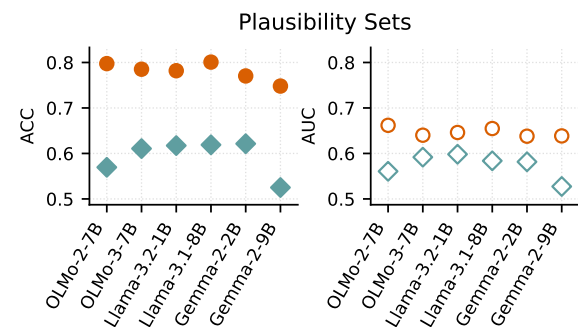 Plausibility Sets
ACC
0.8
0.7
0.6
0.5
OLMo-2-7B
OLMo-3-7B
Llama-3.2-1B
Llama-3.1-8B
Gemma-2-2B
Gemma-2-9B
AUC
0.8
0.7
0.6
0.5
OLMo-2-7B
OLMo-3-7B
Llama-3.2-1B
Llama-3.1-8B
Gemma-2-2B
Gemma-2-9B